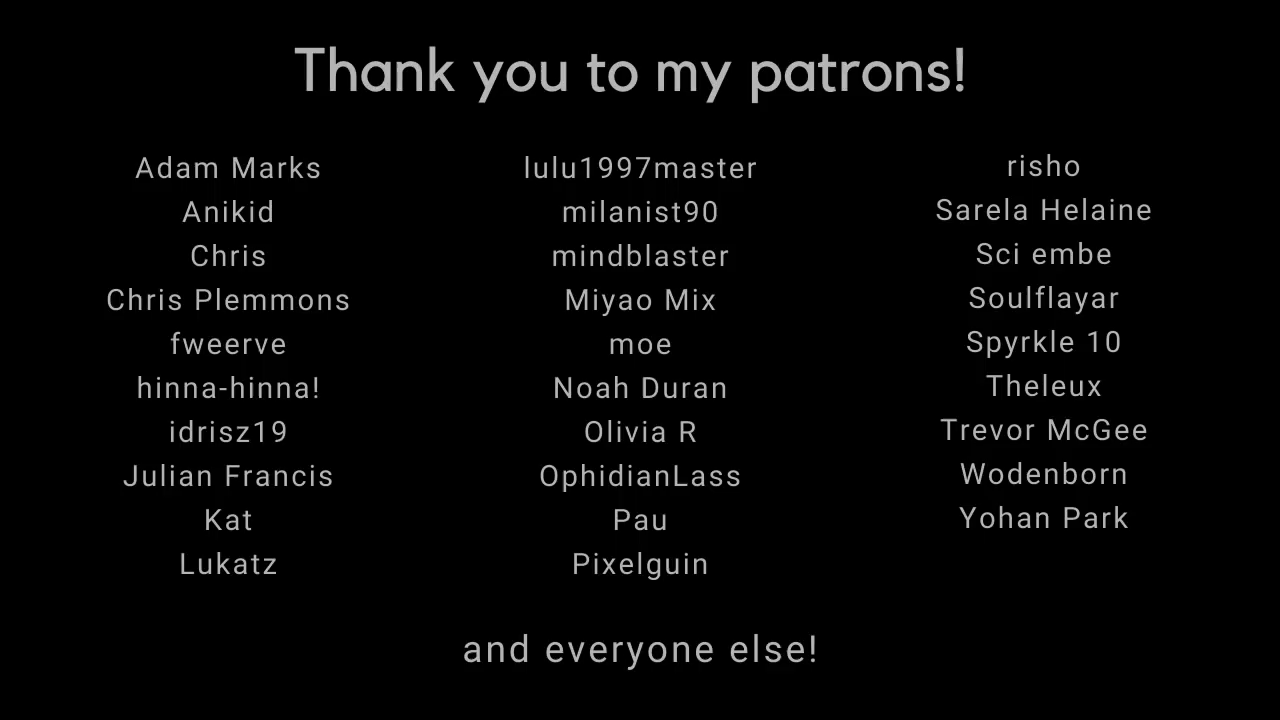 Thank you to my patrons!
Adam Marks
Anikid
Chris
Chris Plemmons
fweerve
hinna-hinna!
idrisz19
Julian Francis
Kat
Lukatz
lulu1997master
milanist90
mindblaster
Miyao Mix
moe
Noah Duran
Olivia R
OphidianLass
Pau
Pixelguin
risho
Sarela Helaine
Sci embe
Soulflayar
Spyrkle 10
Theleux
Trevor McGee
Wodenborn
Yohan Park
and everyone else!